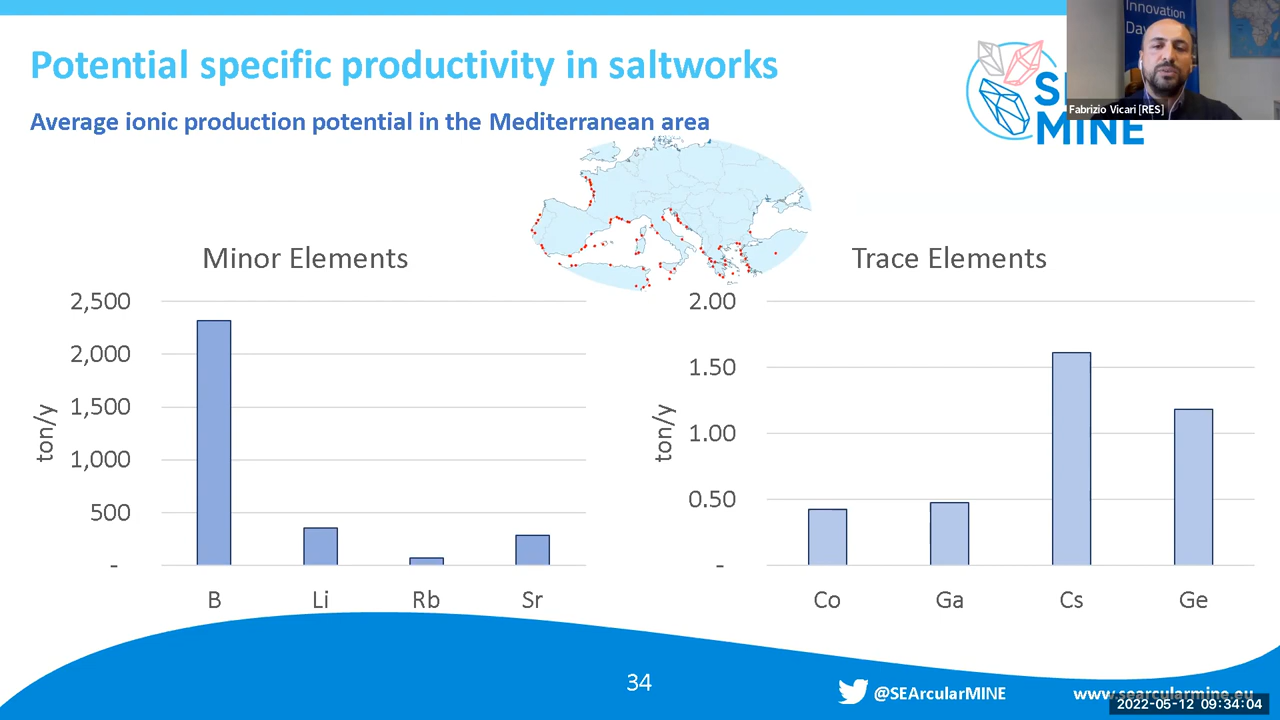 Potential specific productivity in saltworks
Average ionic production potential in the Mediterranean area
Innovation
Fabrizio Vicari [RES]
MINE
Minor Elements
2,500
2,000
1,500
1,000
500
-
ton/y
B Li Rb Sr
Trace Elements
2.00
1.50
1.00
0.50
-
ton/y
Co Ga Cs Ge
34
@SEArcularMINE
www.searcularmine.eu
2022-05-12 09:34:04